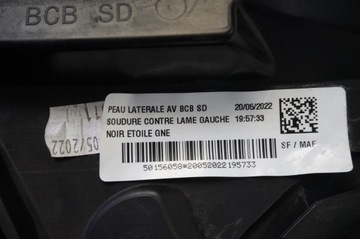 BCB SD
PEAU LATERALE AV BCB SD 20/05/2022
SOUDURE CONTRE LAME GAUCHE 19:57:33
NOIR ETOILE GNE
SF / MAF
50156058*20052022195733
05/2022